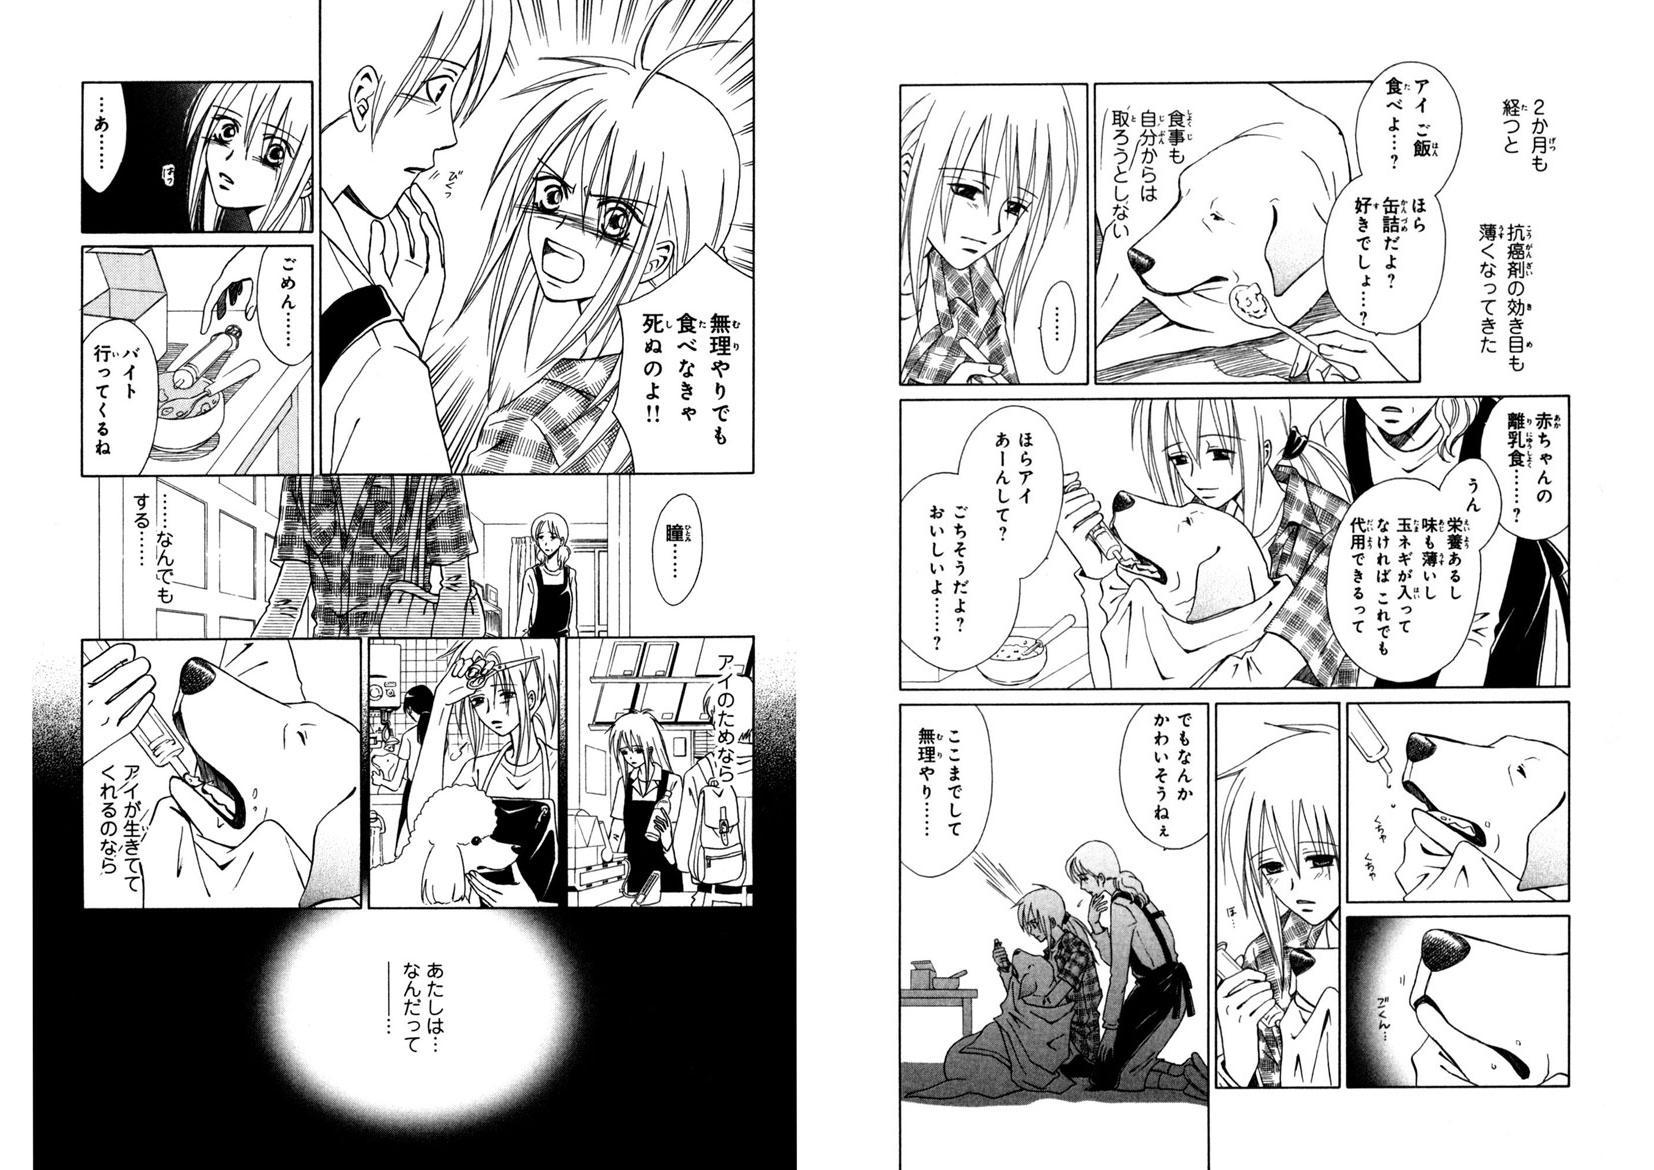 2か月も
経つと
抗癌剤の効き目も
薄くなってきた
アイ ご飯
食べよ…?
ほら
缶詰だよ?
好きでしょ…?
食事も
自分からは
取ろうとしない
……
赤ちゃんの
離乳食……?
うん
栄養あるし
味も薄いし
玉ネギが入って
なければ これでも
代用できるって
ほらアイ
あーんして?
ごちそうだよ?
おいしいよ……?
くちゃ
くちゃ
ごくん…
ほ…
でもなんか
かわいそうねぇ
ここまでして
無理やり……
無理やりでも
食べなきゃ
死ぬのよ!!
びくっ
はっ
…あ……
ごめん……
バイト
行ってくるね
瞳……
……なんでも
する……
アイのためなら
アイが生きてて
くれるのなら
あたしは…
なんだって
――…